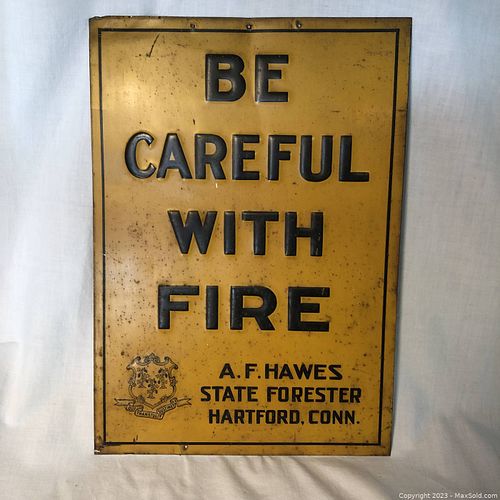 BE
CAREFUL
WITH
FIRE
A.F. HAWES
STATE FORESTER
HARTFORD, CONN.
Copyright 2023 - MaxSold.com